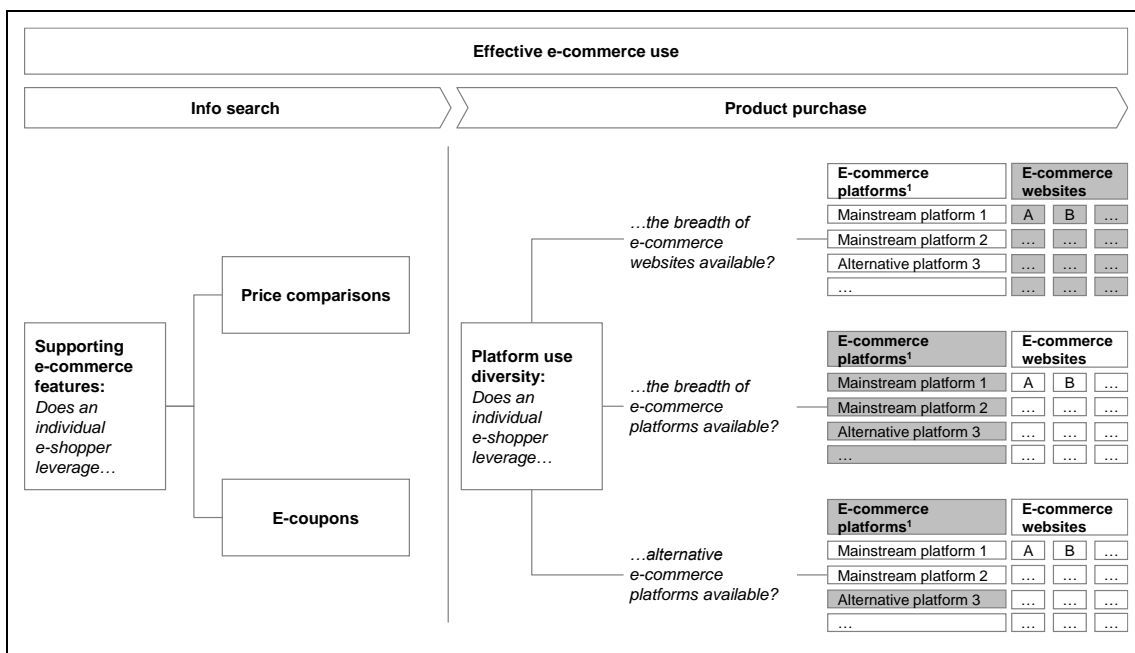 Effective e-commerce use
Info search
Product purchase
Supporting
e-commerce
features:
Does an
individual
e-shopper
leverage…
Price comparisons
E-coupons
Platform use
diversity:
Does an
individual
e-shopper
leverage…
…the breadth of
e-commerce
websites available?
E-commerce
platforms1
E-commerce
websites
Mainstream platform 1 A B …
Mainstream platform 2 … … …
Alternative platform 3 … … …
… … … …
…the breadth of
e-commerce
platforms available?
E-commerce
platforms1
E-commerce
websites
Mainstream platform 1 A B …
Mainstream platform 2 … … …
Alternative platform 3 … … …
… … … …
…alternative
e-commerce
platforms available?
E-commerce
platforms1
E-commerce
websites
Mainstream platform 1 A B …
Mainstream platform 2 … … …
Alternative platform 3 … … …
… … … …